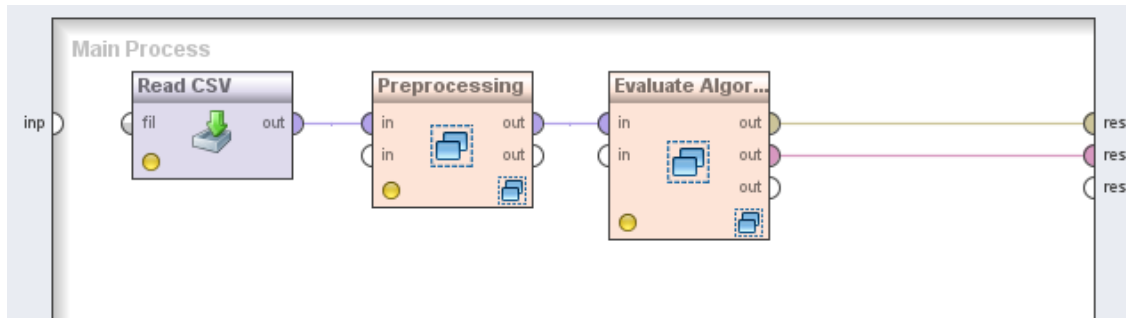 Main Process
Read CSV Preprocessing Evaluate Algor...
inp fil out in out in out res
in out in out res
out res